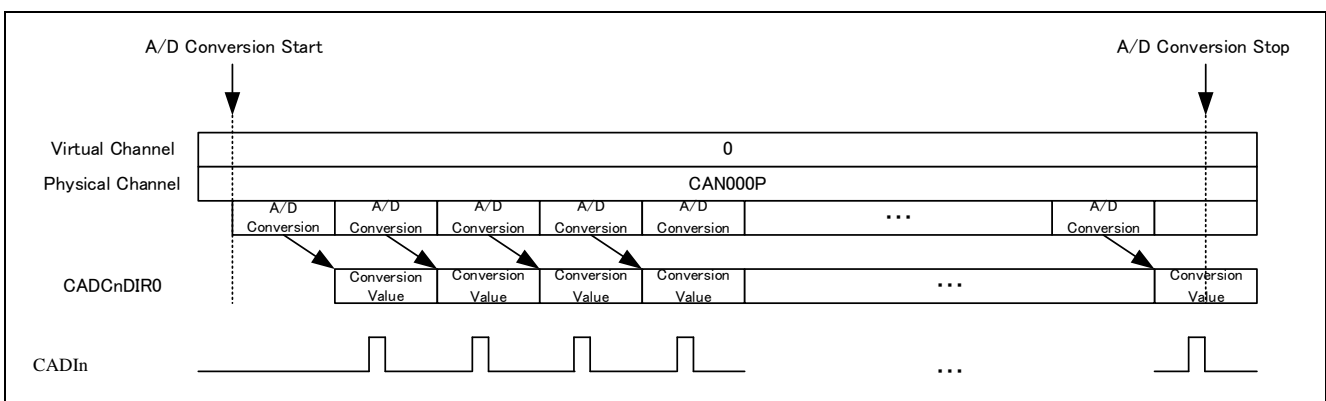 A/D Conversion Start
A/D Conversion Stop
Virtual Channel
0
Physical Channel
CAN000P
A/D
Conversion
A/D
Conversion
A/D
Conversion
A/D
Conversion
A/D
Conversion
...
A/D
Conversion
CADCnDIR0
Conversion
Value
Conversion
Value
Conversion
Value
Conversion
Value
...
Conversion
Value
CADIn
...